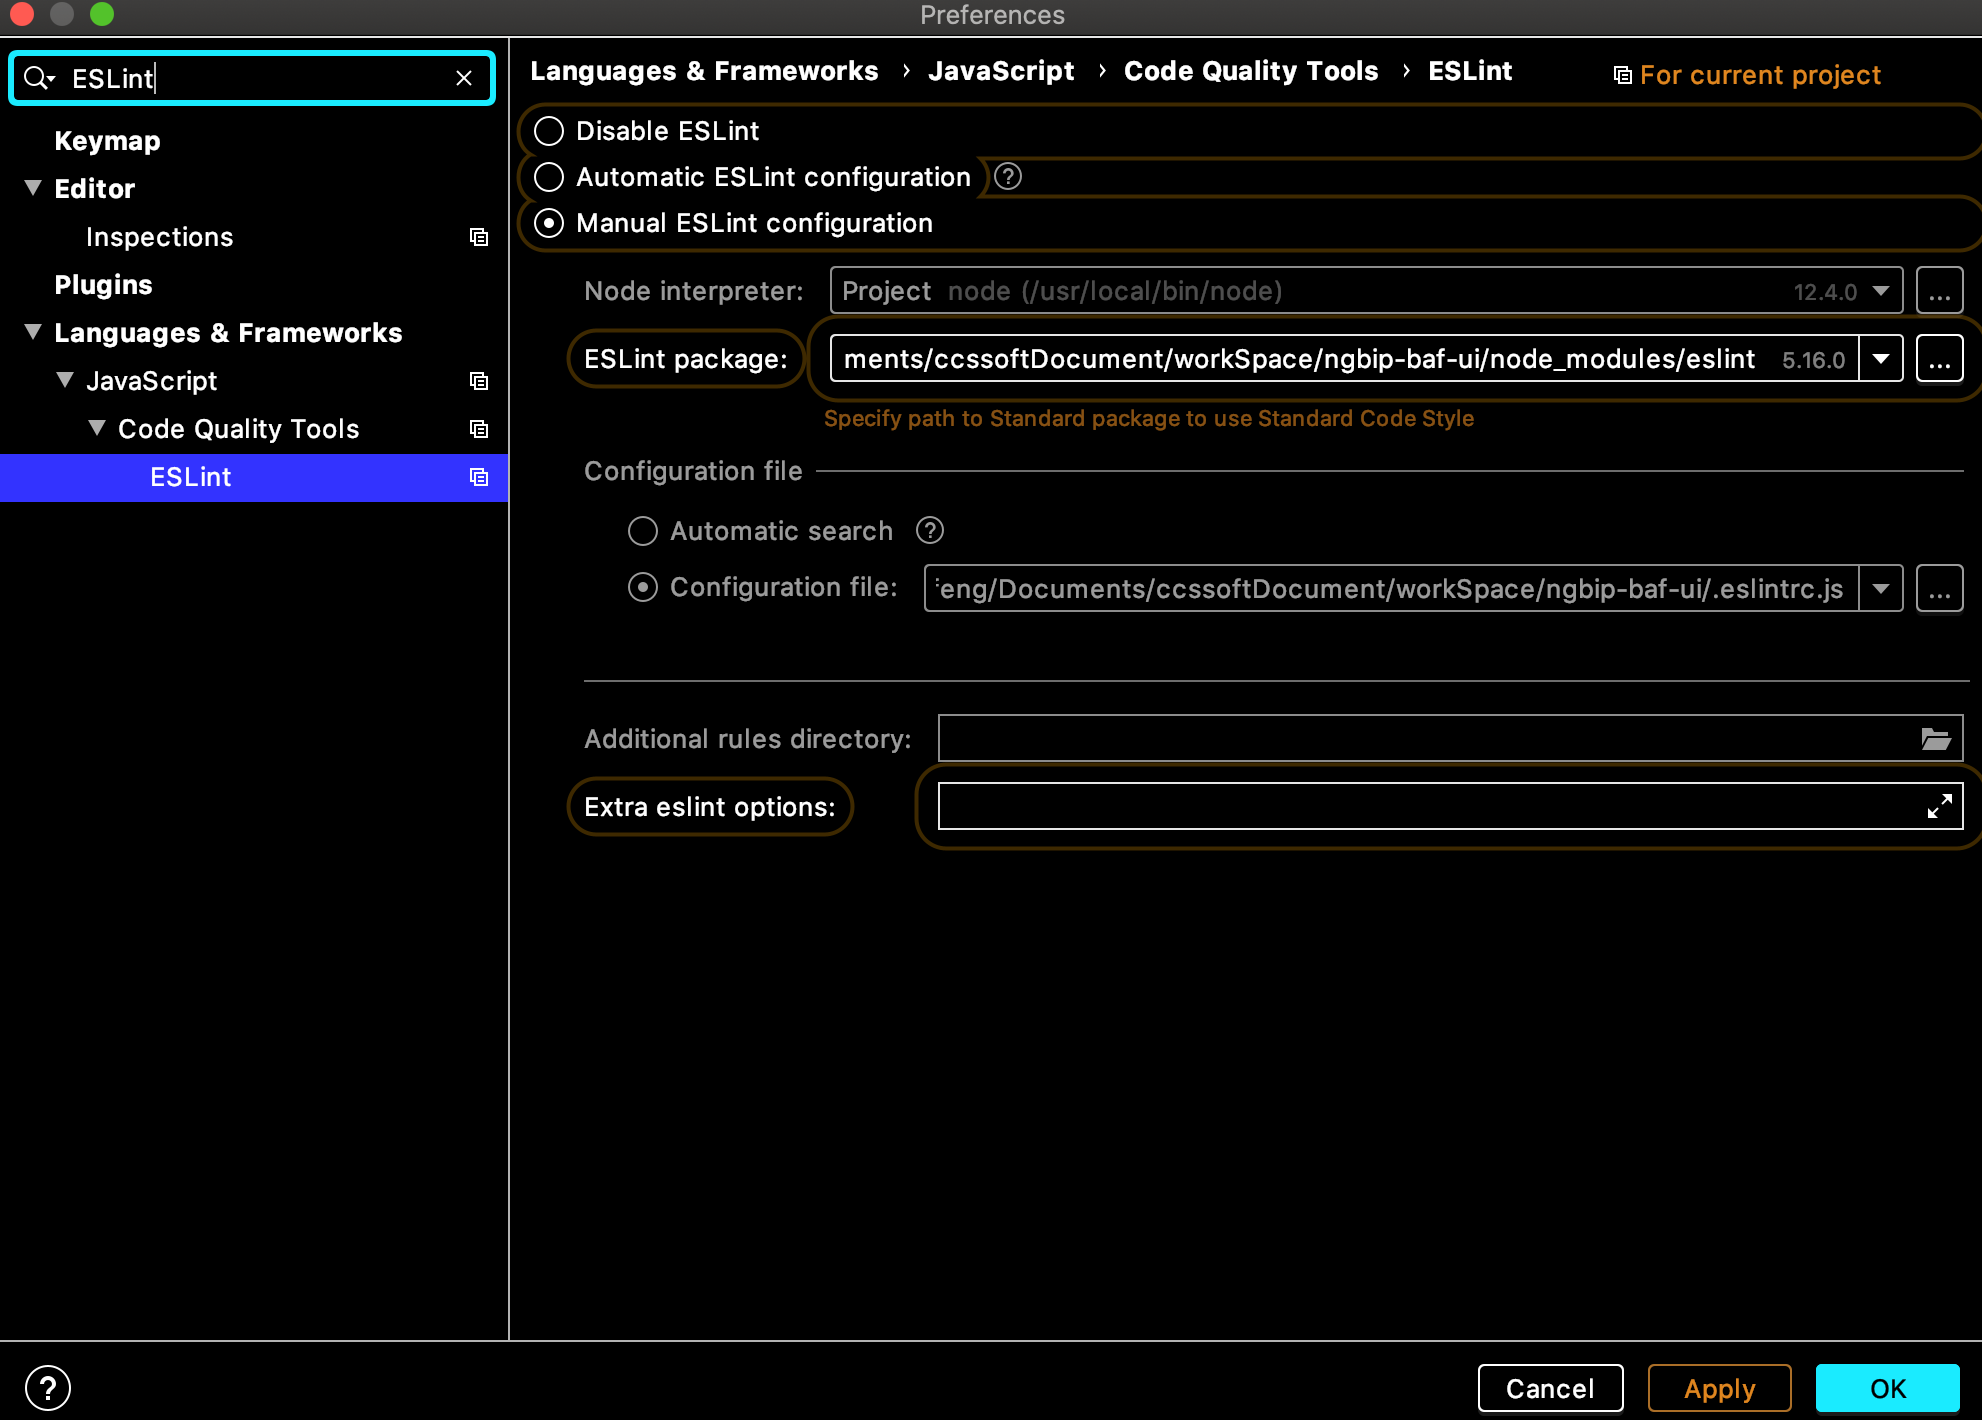 Preferences
ESLint
Keymap
Editor
Inspections
Plugins
Languages & Frameworks
JavaScript
Code Quality Tools
ESLint
Languages & Frameworks › JavaScript › Code Quality Tools › ESLint
For current project
Disable ESLint
Automatic ESLint configuration ?
Manual ESLint configuration
Node interpreter: Project node (/usr/local/bin/node) 12.4.0 ...
ESLint package: ments/ccssoftDocument/workSpace/ngbip-baf-ui/node_modules/eslint 5.16.0 ...
Specify path to Standard package to use Standard Code Style
Configuration file
Automatic search ?
Configuration file: eng/Documents/ccssoftDocument/workSpace/ngbip-baf-ui/.eslintrc.js ...
Additional rules directory:
Extra eslint options:
? Cancel Apply OK